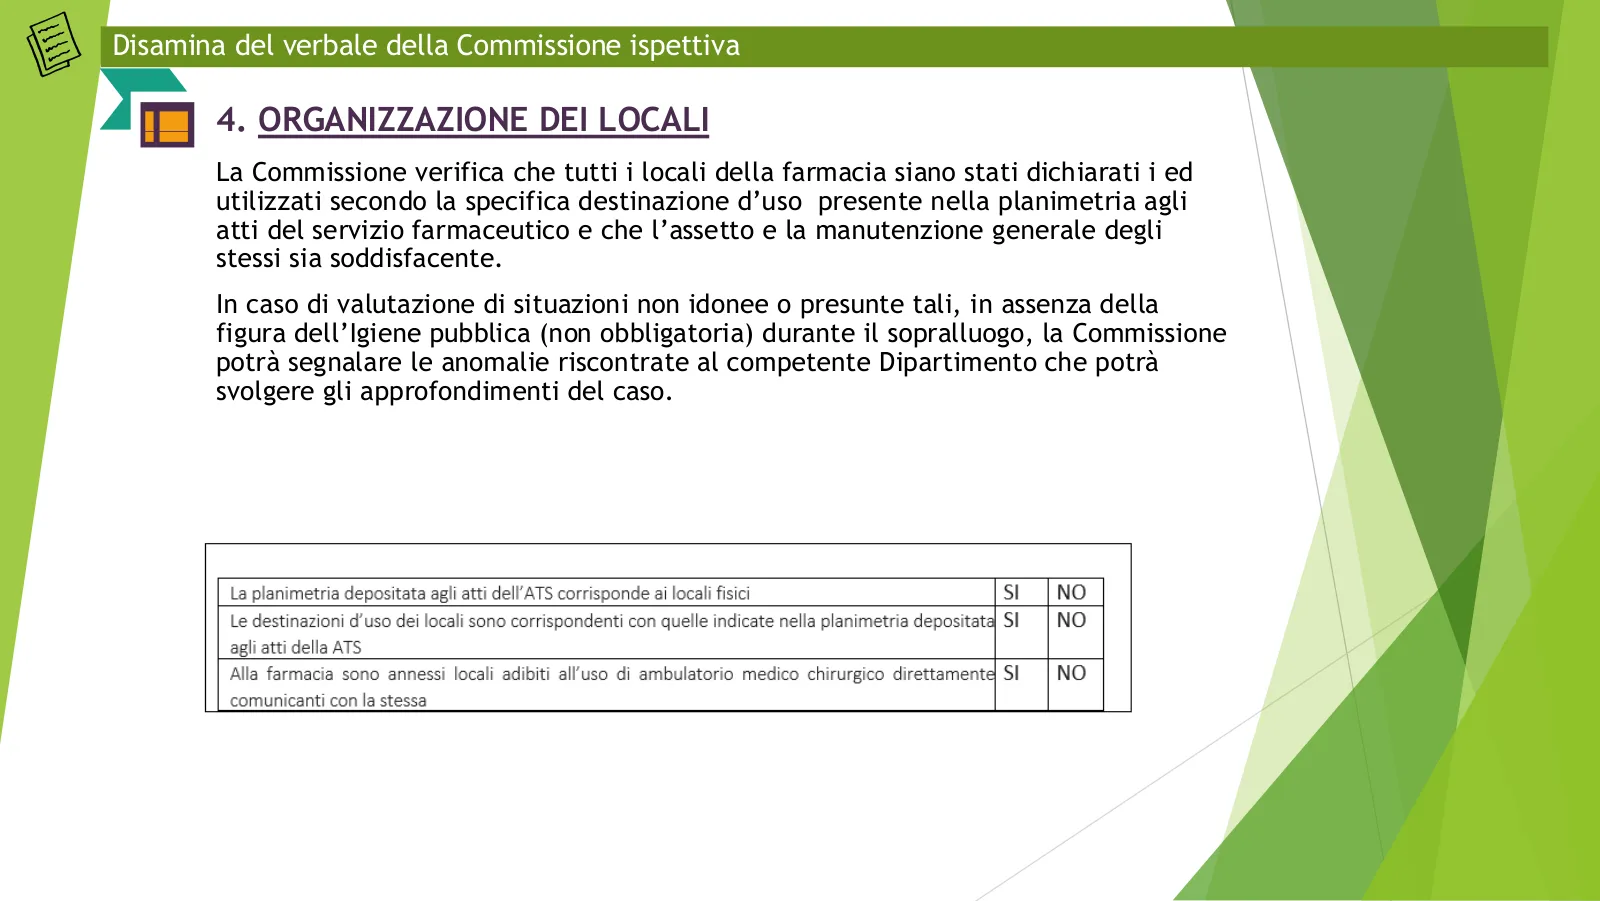 Disamina del verbale della Commissione ispettiva
4. ORGANIZZAZIONE DEI LOCALI
La Commissione verifica che tutti i locali della farmacia siano stati dichiarati i ed
utilizzati secondo la specifica destinazione d’uso  presente nella planimetria agli
atti del servizio farmaceutico e che l’assetto e la manutenzione generale degli
stessi sia soddisfacente.
In caso di valutazione di situazioni non idonee o presunte tali, in assenza della
figura dell’Igiene pubblica (non obbligatoria) durante il sopralluogo, la Commissione
potrà segnalare le anomalie riscontrate al competente Dipartimento che potrà
svolgere gli approfondimenti del caso.
La planimetria depositata agli atti dell’ATS corrisponde ai locali fisici SI NO
Le destinazioni d’uso dei locali sono corrispondenti con quelle indicate nella planimetria depositata SI NO
agli atti della ATS
Alla farmacia sono annessi locali adibiti all’uso di ambulatorio medico chirurgico direttamente SI NO
comunicanti con la stessa